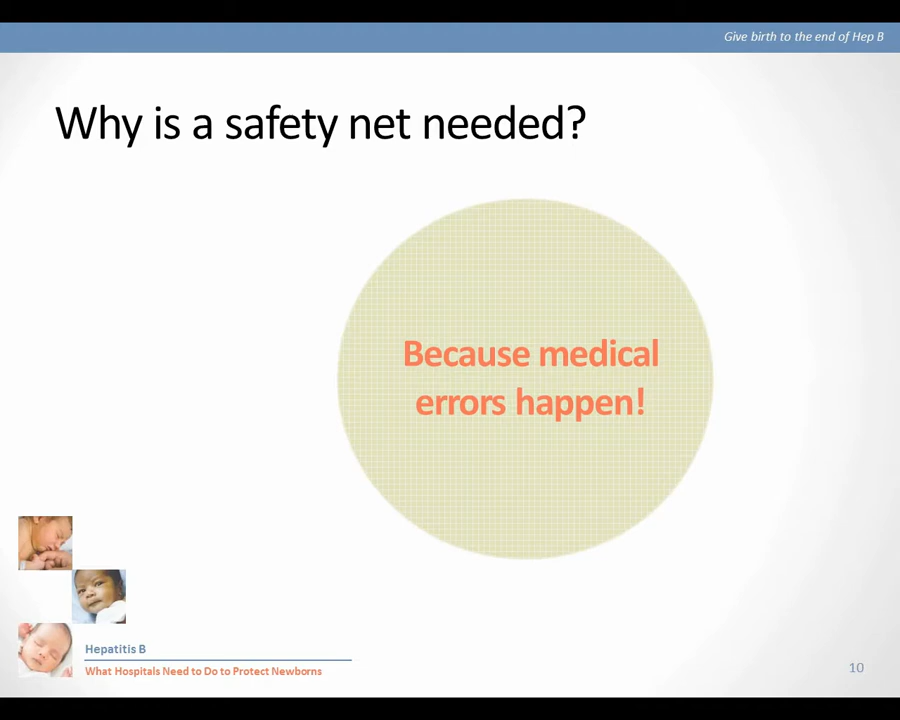 Give birth to the end of Hep B
Why is a safety net needed?
Because medical
errors happen!
Hepatitis B
What Hospitals Need to Do to Protect Newborns
10